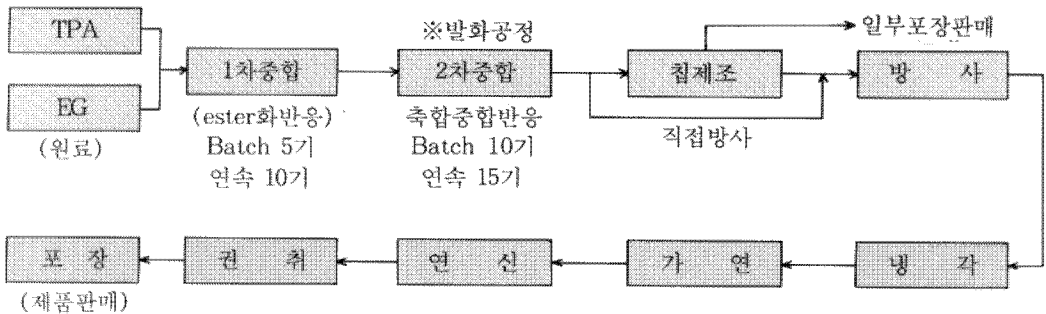 TPA
EG
(원료)
1차중합
(ester화반응)
Batch 5기
연속 10기
※발화공정
2차중합
축합중합반응
Batch 10기
연속 15기
칩제조
직접방사
일부포장판매
방 사
냉 각
가 연
연 신
권 취
포 장
(제품판매)